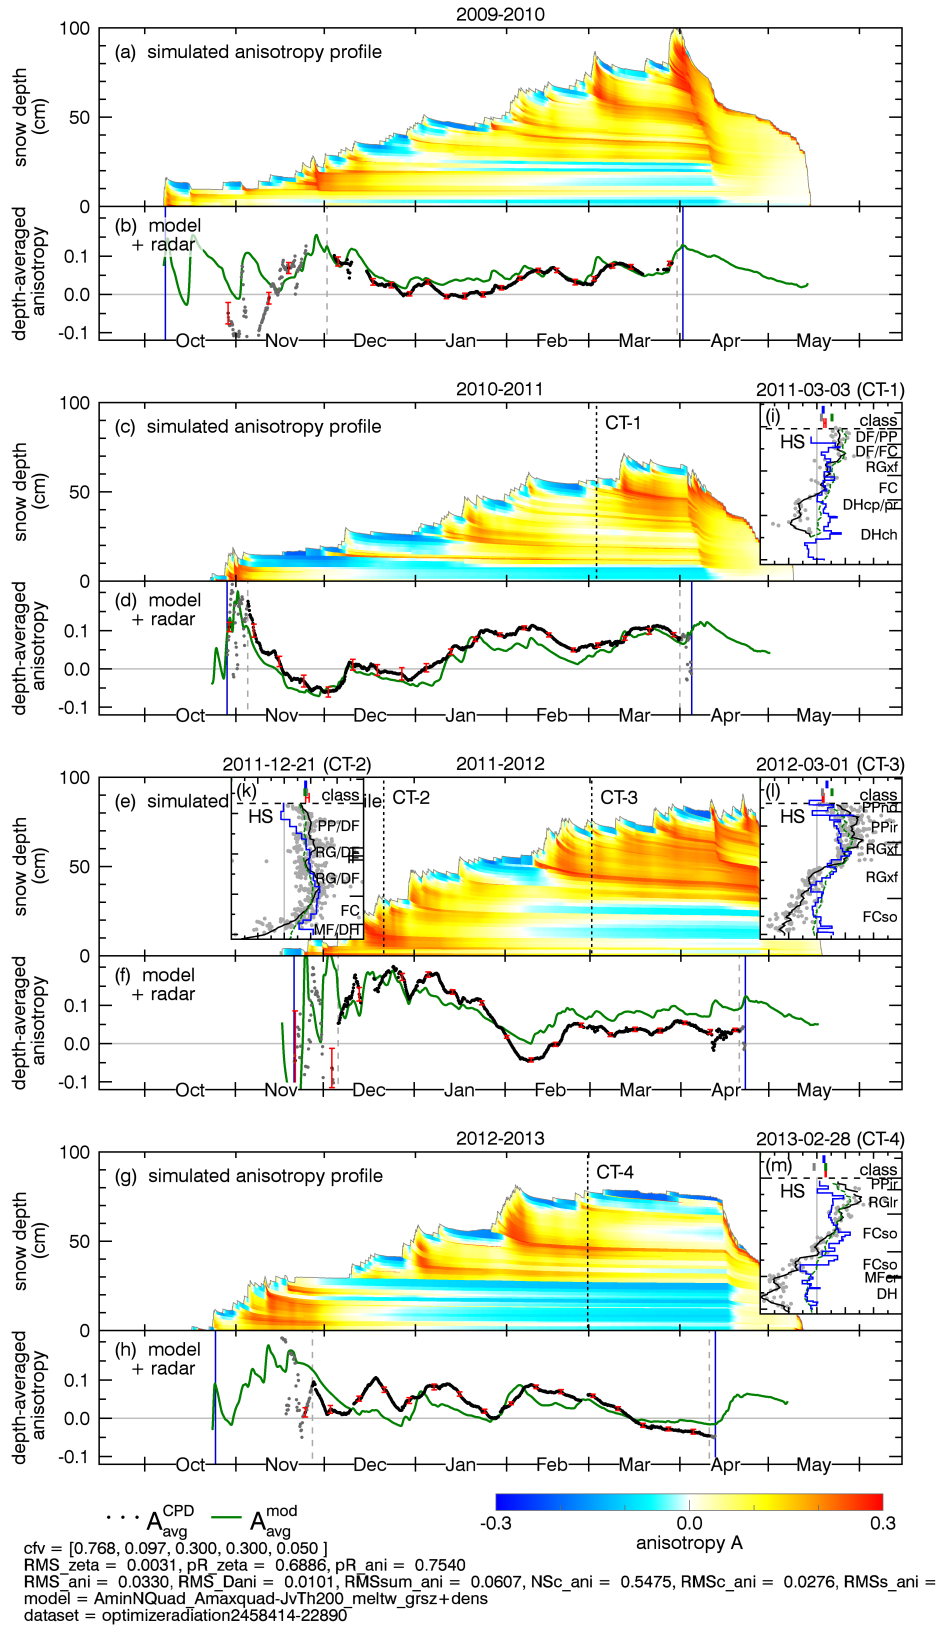 2009-2010
(a) simulated anisotropy profile
100
50
0
snow depth
(cm)
(b) model
+ radar
0.1
0.0
-0.1
depth-averaged
anisotropy
Oct Nov Dec Jan Feb Mar Apr May
2010-2011
2011-03-03 (CT-1)
(c) simulated anisotropy profile
CT-1
100
50
0
snow depth
(cm)
(i)
class
HS
DF/PP
DF/FC
RGxf
FC
DHcp/pr
DHch
(d) model
+ radar
0.1
0.0
-0.1
depth-averaged
anisotropy
Oct Nov Dec Jan Feb Mar Apr May
2011-12-21 (CT-2)
2011-2012
2012-03-01 (CT-3)
(e) simulated
file
CT-2
CT-3
100
50
0
snow depth
(cm)
(k)
class
HS
PP/DF
RG/DF
RG/DF
FC
MF/DH
(l)
class
HS
PPnd
PPir
RGxf
RGxf
FCso
(f) model
+ radar
0.1
0.0
-0.1
depth-averaged
anisotropy
Oct Nov Dec Jan Feb Mar Apr May
2012-2013
2013-02-28 (CT-4)
(g) simulated anisotropy profile
CT-4
100
50
0
snow depth
(cm)
(m)
class
HS
PPir
RGlr
FCso
FCso
DH
(h) model
+ radar
0.1
0.0
-0.1
depth-averaged
anisotropy
Oct Nov Dec Jan Feb Mar Apr May
A CPD avg
A mod avg
-0.3 0.0 0.3
anisotropy A
cfv = [0.768, 0.097, 0.300, 0.300, 0.050 ]
RMS_zeta = 0.0031, pR_zeta = 0.6886, pR_ani = 0.7540
RMS_ani = 0.0330, RMS_Dani = 0.0101, RMSsum_ani = 0.0607, NSc_ani = 0.5475, RMSc_ani = 0.0276, RMSs_ani =
model = AminNQuad_Amaxquad-JvTh200_meltw_grsz+dens
dataset = optimizeradiation2458414-22890